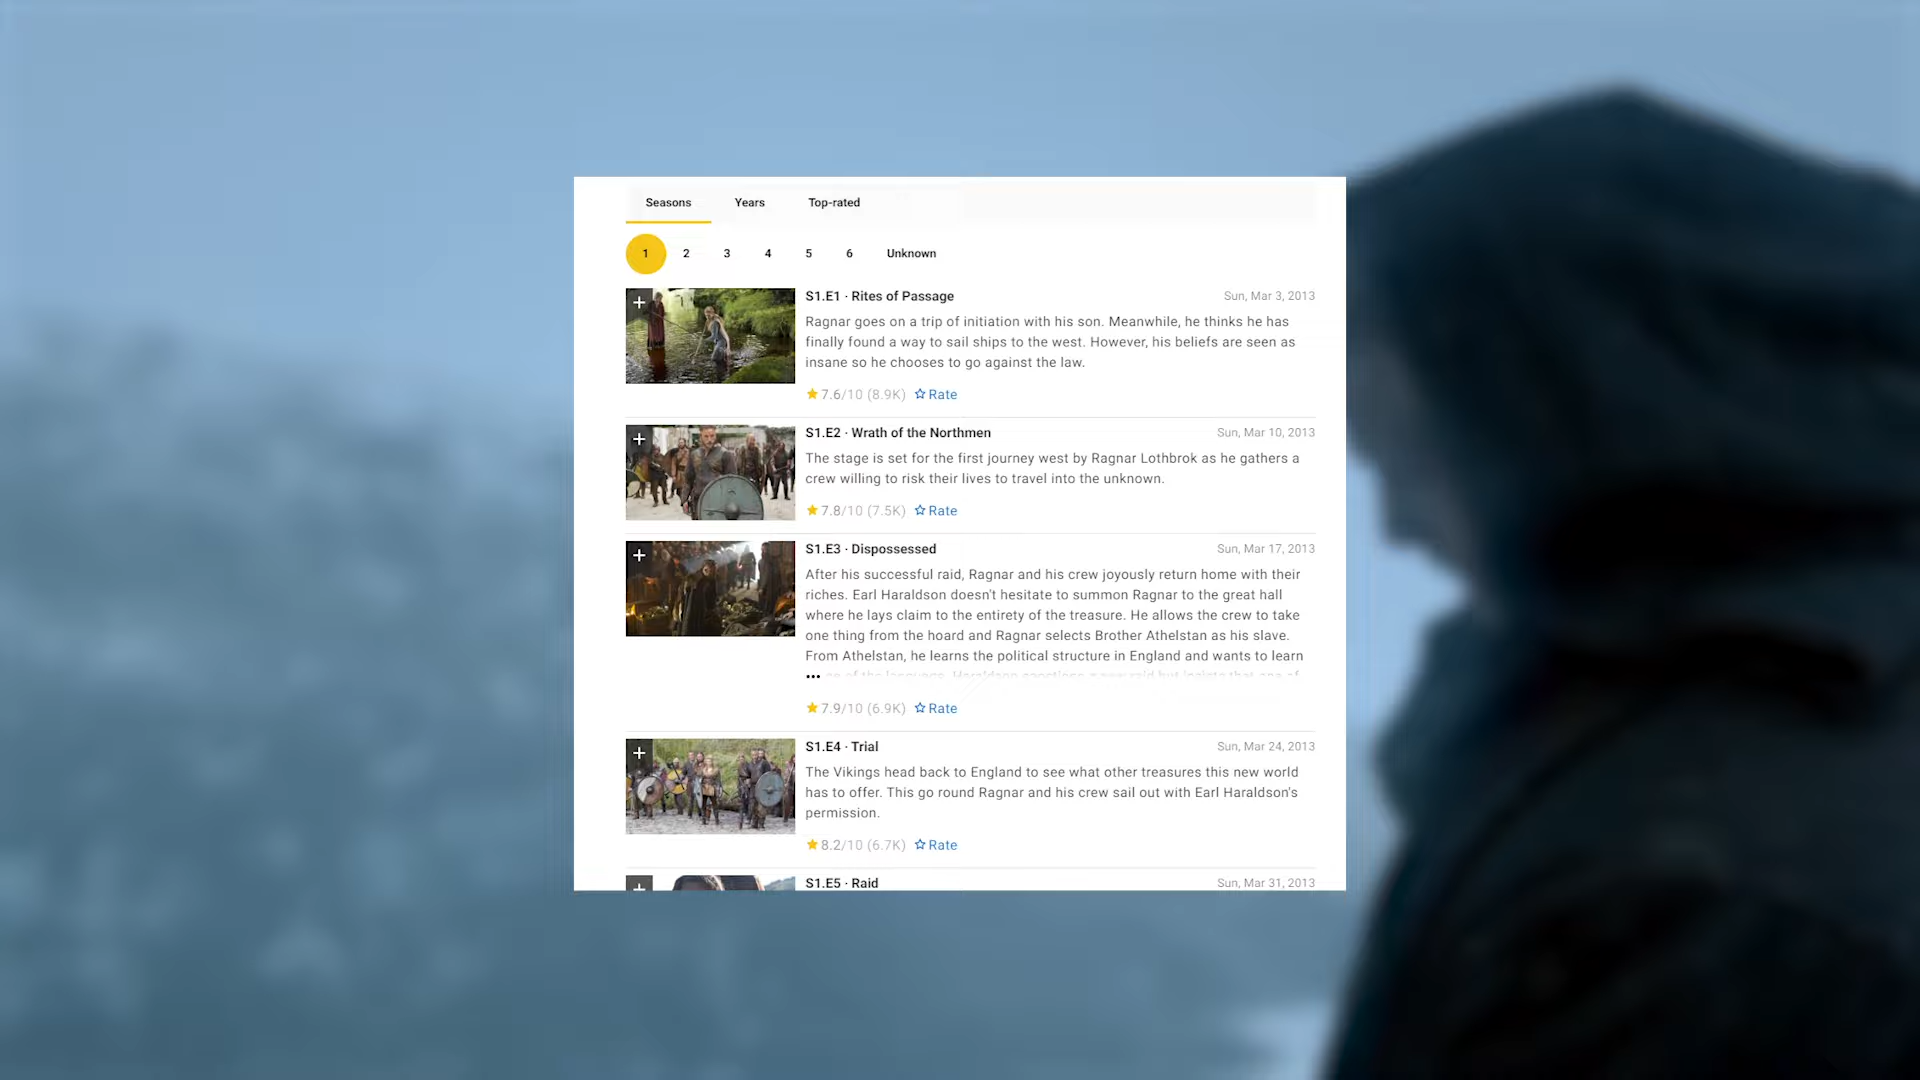 Seasons Years Top-rated
1 2 3 4 5 6 Unknown
S1.E1 · Rites of Passage Sun, Mar 3, 2013
Ragnar goes on a trip of initiation with his son. Meanwhile, he thinks he has
finally found a way to sail ships to the west. However, his beliefs are seen as
insane so he chooses to go against the law.
7.6/10 (8.9K) Rate
S1.E2 · Wrath of the Northmen Sun, Mar 10, 2013
The stage is set for the first journey west by Ragnar Lothbrok as he gathers a
crew willing to risk their lives to travel into the unknown.
7.8/10 (7.5K) Rate
S1.E3 · Dispossessed Sun, Mar 17, 2013
After his successful raid, Ragnar and his crew joyously return home with their
riches. Earl Haraldson doesn't hesitate to summon Ragnar to the great hall
where he lays claim to the entirety of the treasure. He allows the crew to take
one thing from the hoard and Ragnar selects Brother Athelstan as his slave.
From Athelstan, he learns the political structure in England and wants to learn
... of the language. Haraldson sanctions a new raid but insists that one of
7.9/10 (6.9K) Rate
S1.E4 · Trial Sun, Mar 24, 2013
The Vikings head back to England to see what other treasures this new world
has to offer. This go round Ragnar and his crew sail out with Earl Haraldson's
permission.
8.2/10 (6.7K) Rate
S1.E5 · Raid Sun, Mar 31, 2013